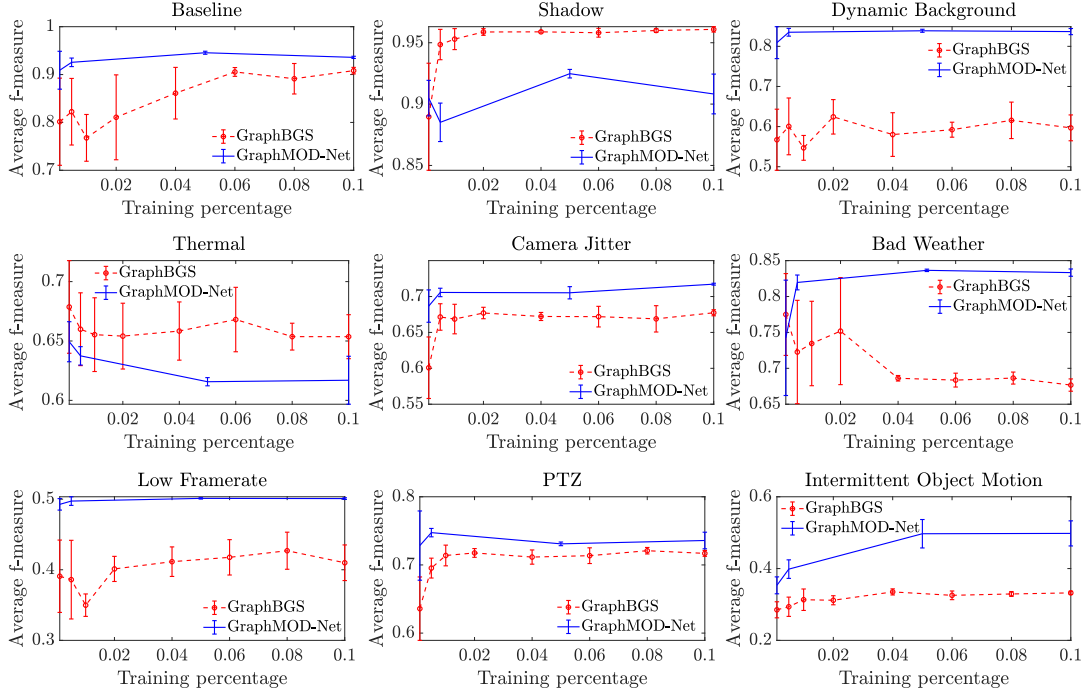 Baseline
Average f-measure
1
0.9
0.8
0.7
GraphBGS
GraphMOD-Net
0.02 0.04 0.06 0.08 0.1
Training percentage
Shadow
Average f-measure
0.95
0.9
0.85
GraphBGS
GraphMOD-Net
0.02 0.04 0.06 0.08 0.1
Training percentage
Dynamic Background
Average f-measure
0.8
0.7
0.6
0.5
GraphBGS
GraphMOD-Net
0.02 0.04 0.06 0.08 0.1
Training percentage
Thermal
Average f-measure
0.7
0.65
0.6
GraphBGS
GraphMOD-Net
0.02 0.04 0.06 0.08 0.1
Training percentage
Camera Jitter
Average f-measure
0.7
0.65
0.6
0.55
GraphBGS
GraphMOD-Net
0.02 0.04 0.06 0.08 0.1
Training percentage
Bad Weather
Average f-measure
0.85
0.8
0.75
0.7
0.65
GraphBGS
GraphMOD-Net
0.02 0.04 0.06 0.08 0.1
Training percentage
Low Framerate
Average f-measure
0.5
0.4
0.3
GraphBGS
GraphMOD-Net
0.02 0.04 0.06 0.08 0.1
Training percentage
PTZ
Average f-measure
0.8
0.7
0.6
GraphBGS
GraphMOD-Net
0.02 0.04 0.06 0.08 0.1
Training percentage
Intermittent Object Motion
Average f-measure
0.6
0.4
0.2
GraphBGS
GraphMOD-Net
0.02 0.04 0.06 0.08 0.1
Training percentage